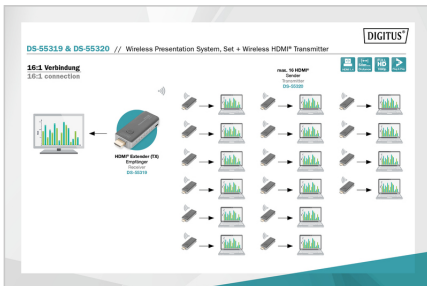 DIGITUS®
DS-55319 & DS-55320 // Wireless Presentation System, Set + Wireless HDMI® Transmitter
16:1 Verbindung
16:1 connection
max. 16 HDMI®
Sender
Transmitter
DS-55320
HD
HDMI® Extender (TX)
Empfänger
Receiver
DS-55319